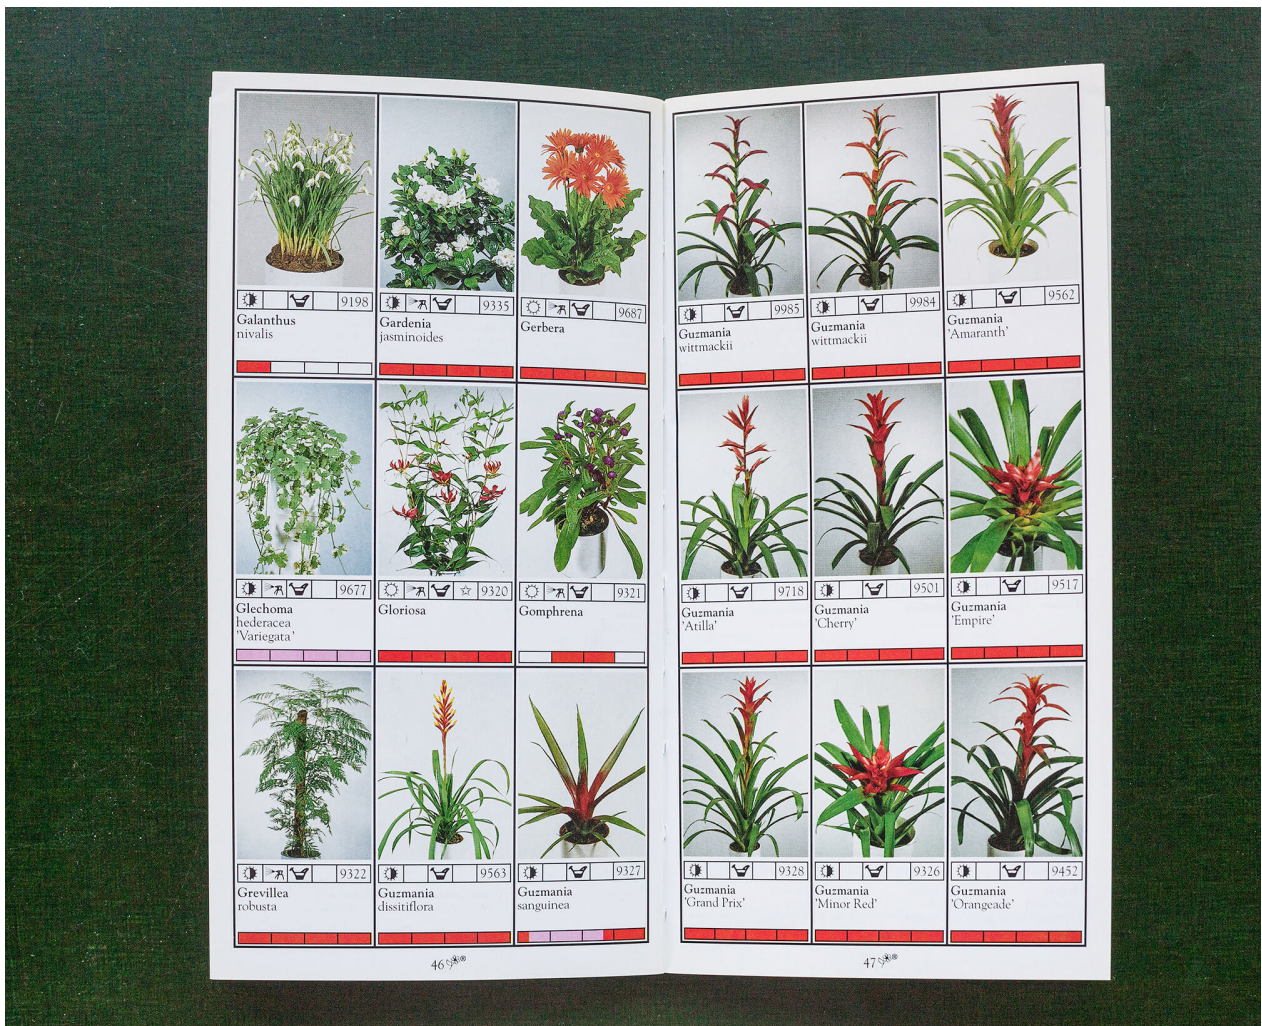 9198
Galanthus
nivalis
9335
Gardenia
jasminoides
9687
Gerbera
9677
Glechoma
hederacea
'Variegata'
9320
Gloriosa
9321
Gomphrena
9322
Grevillea
robusta
9563
Guzmania
dissitiflora
9327
Guzmania
sanguinea
46 ®
9985
Guzmania
wittmackii
9984
Guzmania
wittmackii
9562
Guzmania
'Amaranth'
9718
Guzmania
'Atilla'
9501
Guzmania
'Cherry'
9517
Guzmania
'Empire'
9328
Guzmania
'Grand Prix'
9326
Guzmania
'Minor Red'
9452
Guzmania
'Orangeade'
47 ®